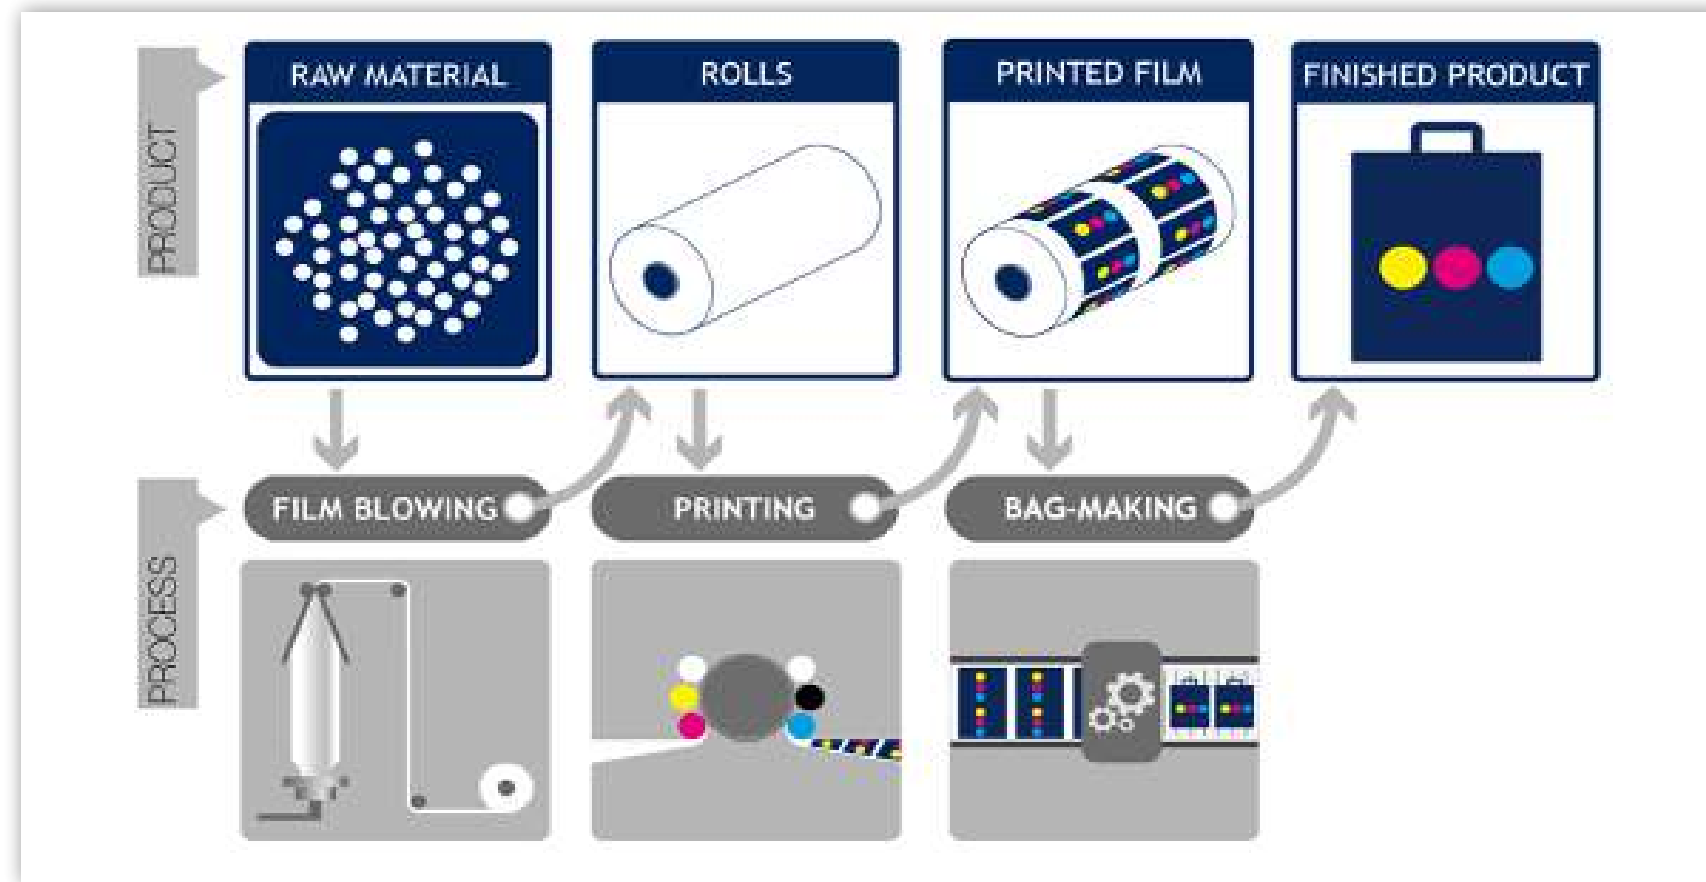 PRODUCT
RAW MATERIAL
ROLLS
PRINTED FILM
FINISHED PRODUCT
PROCESS
FILM BLOWING
PRINTING
BAG-MAKING